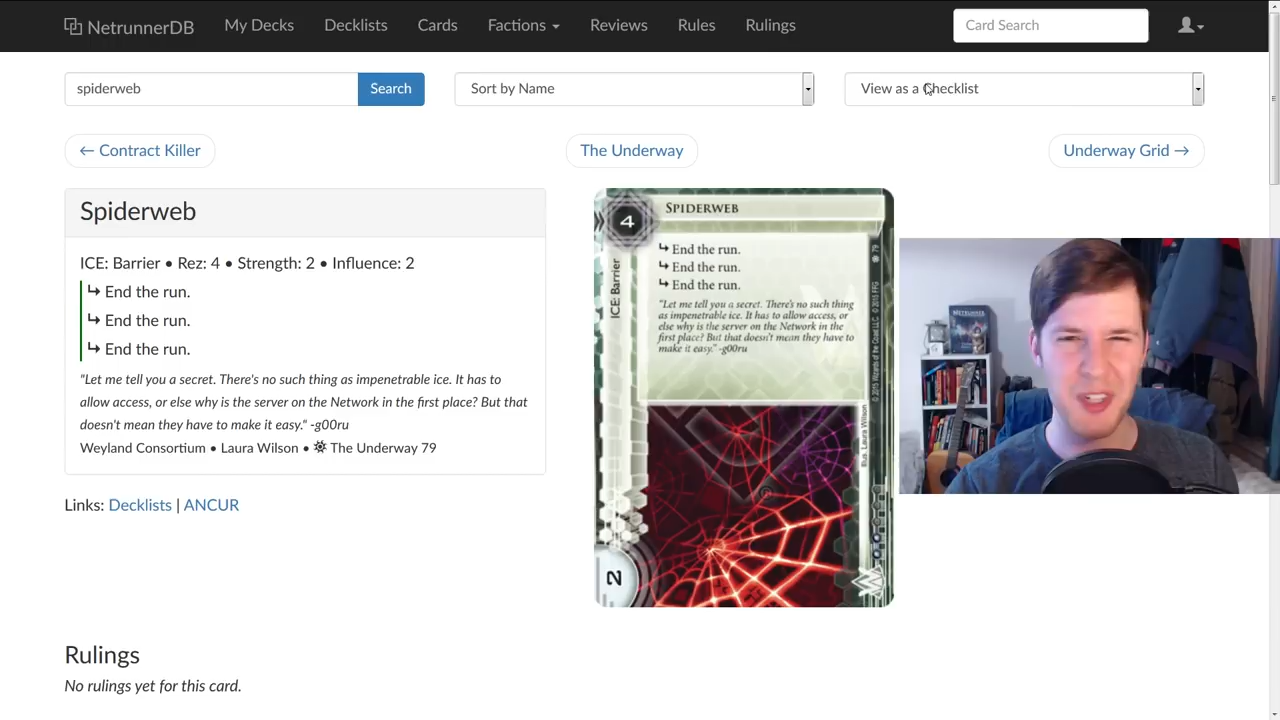 NetrunnerDB My Decks Decklists Cards Factions Reviews Rules Rulings Card Search
spiderweb Search Sort by Name View as a Checklist
← Contract Killer The Underway Underway Grid →
Spiderweb
ICE: Barrier • Rez: 4 • Strength: 2 • Influence: 2
↳ End the run.
↳ End the run.
↳ End the run.
"Let me tell you a secret. There's no such thing as impenetrable ice. It has to
allow access, or else why is the server on the Network in the first place? But that
doesn't mean they have to make it easy." -g00ru
Weyland Consortium • Laura Wilson • The Underway 79
Links: Decklists | ANCUR
4
SPIDERWEB
↳ End the run.
↳ End the run.
↳ End the run.
"Let me tell you a secret. There's no such thing
as impenetrable ice. It has to allow access, or
else why is the server on the Network in the
first place? But that doesn't mean they have to
make it easy." -g00ru
ICE: Barrier
79
Illus. Laura Wilson
2
NETRUNNER
Rulings
No rulings yet for this card.